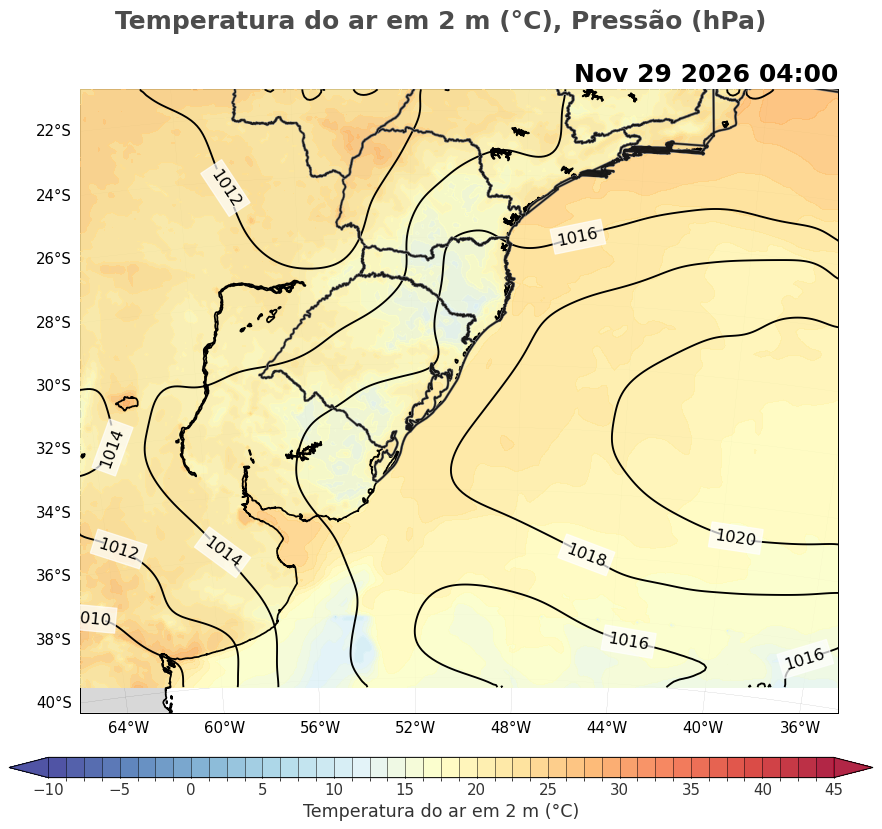 Temperatura do ar em 2 m (°C), Pressão (hPa)
Nov 29 2026 04:00
22°S
24°S
26°S
28°S
30°S
32°S
34°S
36°S
38°S
40°S
1012
1016
1014
1012
1014
010
1018
1020
1016
1016
64°W 60°W 56°W 52°W 48°W 44°W 40°W 36°W
−10 −5 0 5 10 15 20 25 30 35 40 45
Temperatura do ar em 2 m (°C)